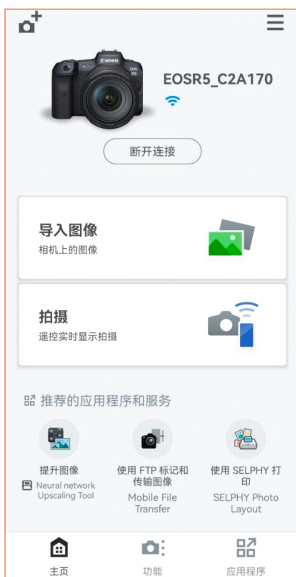 Canon
EOSR5_C2A170
断开连接
导入图像
相机上的图像
拍摄
遥控实时显示拍摄
推荐的应用程序和服务
提升图像
Neural network
Upscaling Tool
使用 FTP 标记和
传输图像
Mobile File
Transfer
使用 SELPHY 打
印
SELPHY Photo
Layout
主页
功能
应用程序